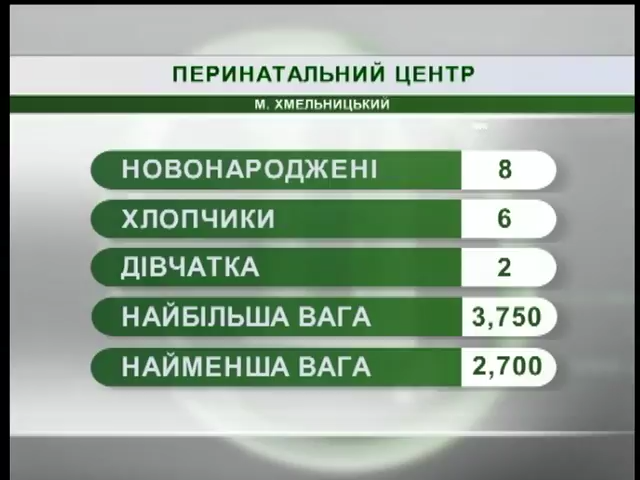 ПЕРИНАТАЛЬНИЙ ЦЕНТР
М. ХМЕЛЬНИЦЬКИЙ
НОВОНАРОДЖЕНІ 8
ХЛОПЧИКИ 6
ДІВЧАТКА 2
НАЙБІЛЬША ВАГА 3,750
НАЙМЕНША ВАГА 2,700